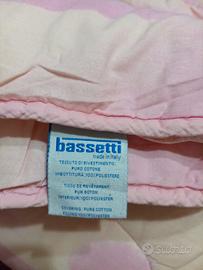 bassetti
made in Italy
TESSUTO DI RIVESTIMENTO:
PURO COTONE
IMBOTTITURA: 100% POLIESTERE
TISSU DE REVETEMENT:
PUR COTON
INTERIEUR: 100% POLYESTER
COVERING: PURE COTTON
FILLING: 100% POLYESTER
Subito